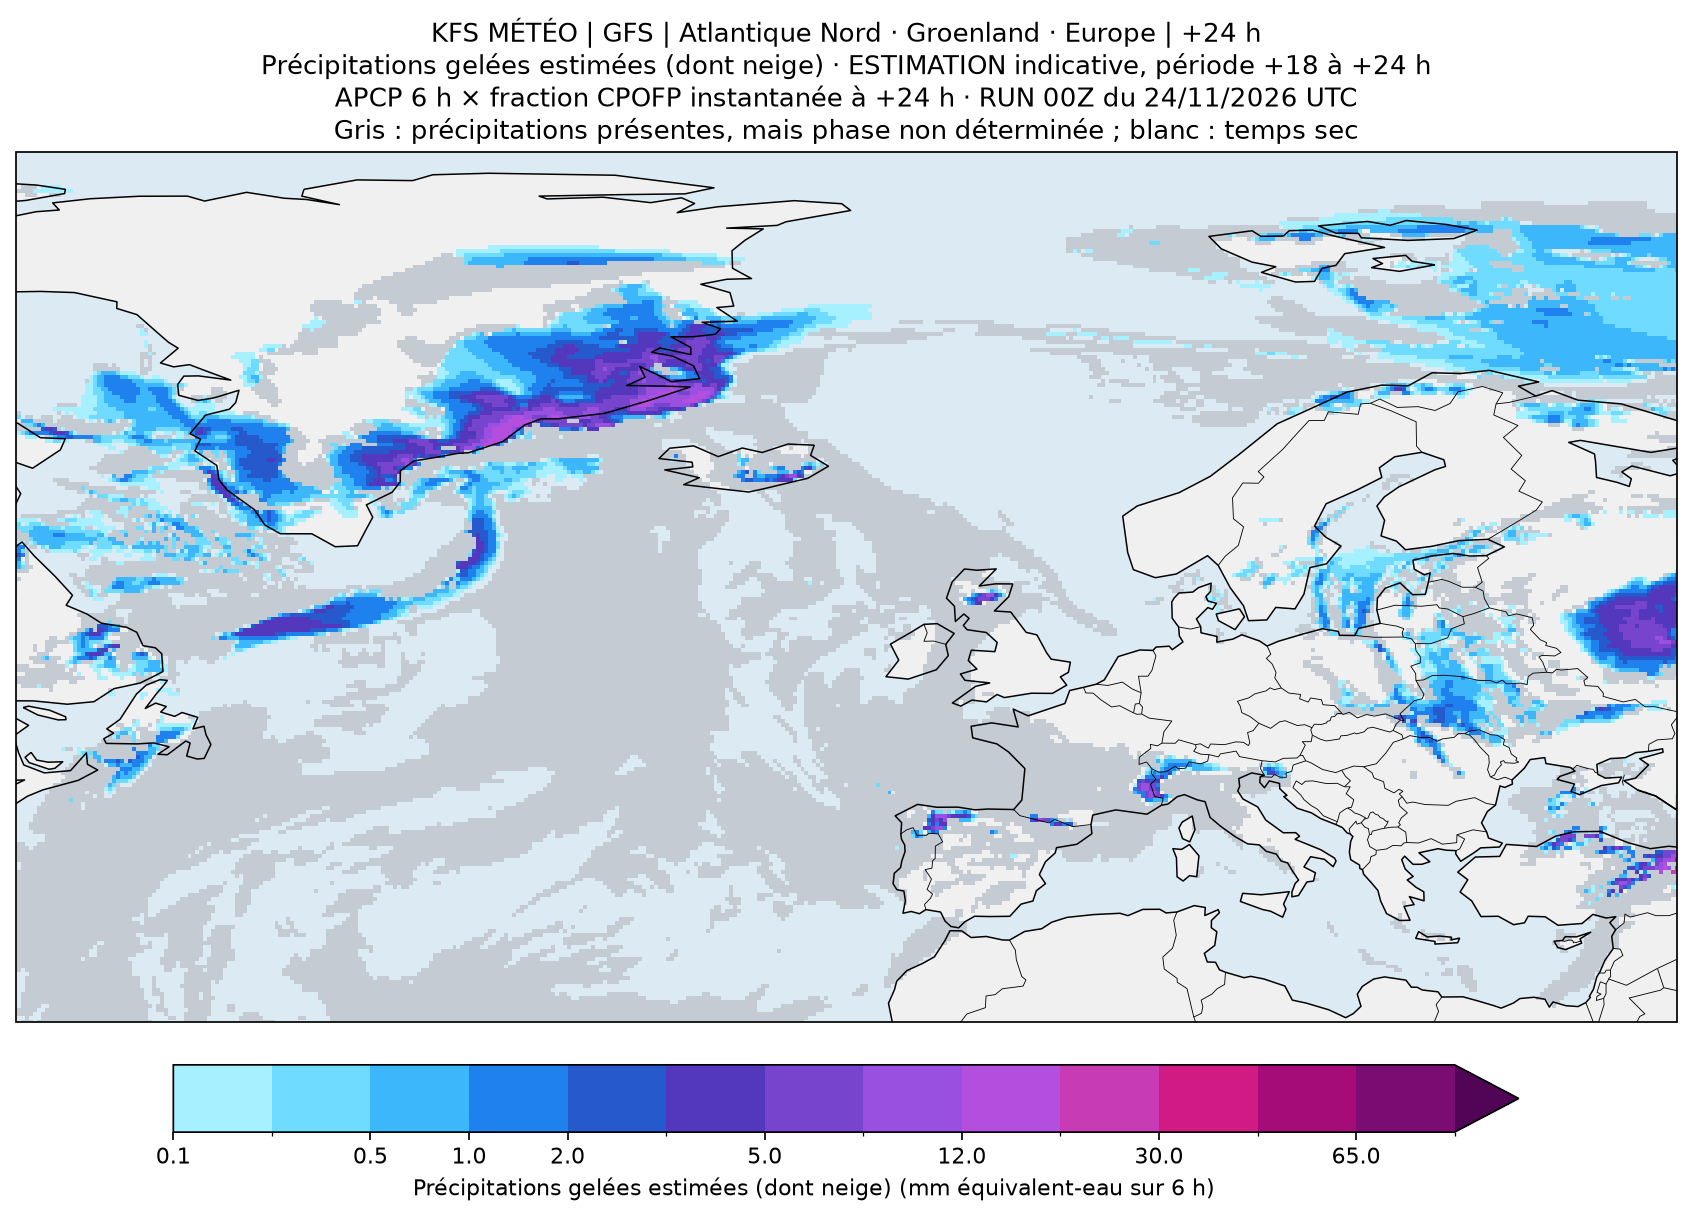 KFS MÉTÉO | GFS | Atlantique Nord · Groenland · Europe | +24 h
Précipitations gelées estimées (dont neige) · ESTIMATION indicative, période +18 à +24 h
APCP 6 h × fraction CPOFP instantanée à +24 h · RUN 00Z du 24/11/2026 UTC
Gris : précipitations présentes, mais phase non déterminée ; blanc : temps sec
0.1 0.5 1.0 2.0 5.0 12.0 30.0 65.0
Précipitations gelées estimées (dont neige) (mm équivalent-eau sur 6 h)